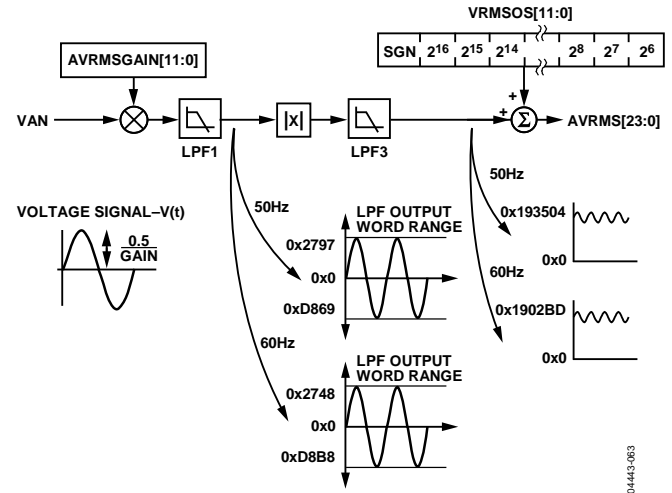 VRMSOS[11:0]
SGN 2^16 2^15 2^14 2^8 2^7 2^6
AVRMSGAIN[11:0]
VAN
LPF1
|x|
LPF3
+
+
Σ
AVRMS[23:0]
VOLTAGE SIGNAL–V(t)
0.5
GAIN
50Hz
LPF OUTPUT
WORD RANGE
0x2797
0x0
0xD869
60Hz
LPF OUTPUT
WORD RANGE
0x2748
0x0
0xD8B8
50Hz
0x193504
0x0
60Hz
0x1902BD
0x0
04443-063